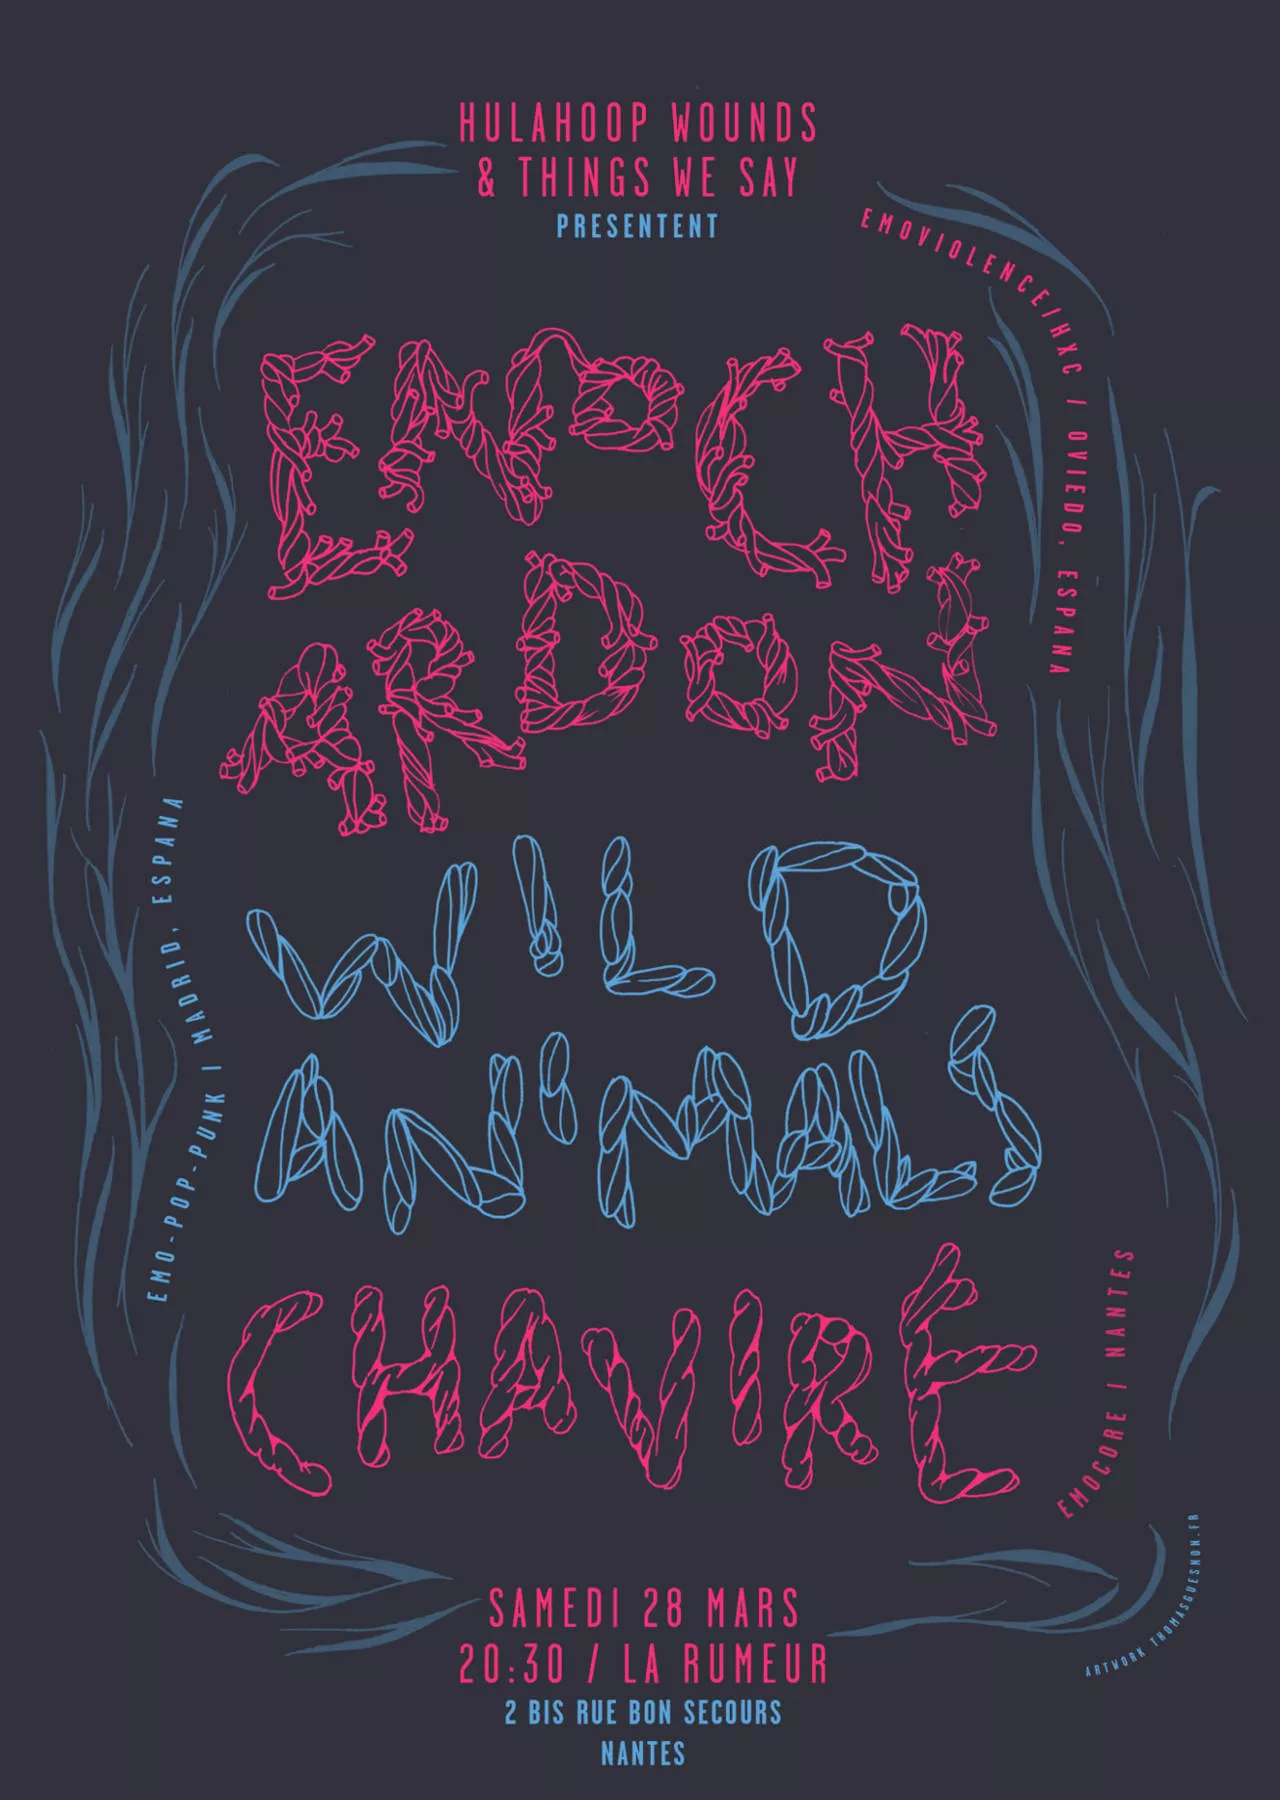 HULAHOOP WOUNDS
& THINGS WE SAY
PRESENTENT
EMOVIOLENCE/HXC | OVIEDO, ESPANA
ENOCH
ARDON
EMO-POP-PUNK | MADRID, ESPANA
WILD
ANIMALS
CHAVIRÉ
EMOCORE | NANTES
SAMEDI 28 MARS
20:30 / LA RUMEUR
2 BIS RUE BON SECOURS
NANTES
ARTWORK THOMASGUESNON.FR